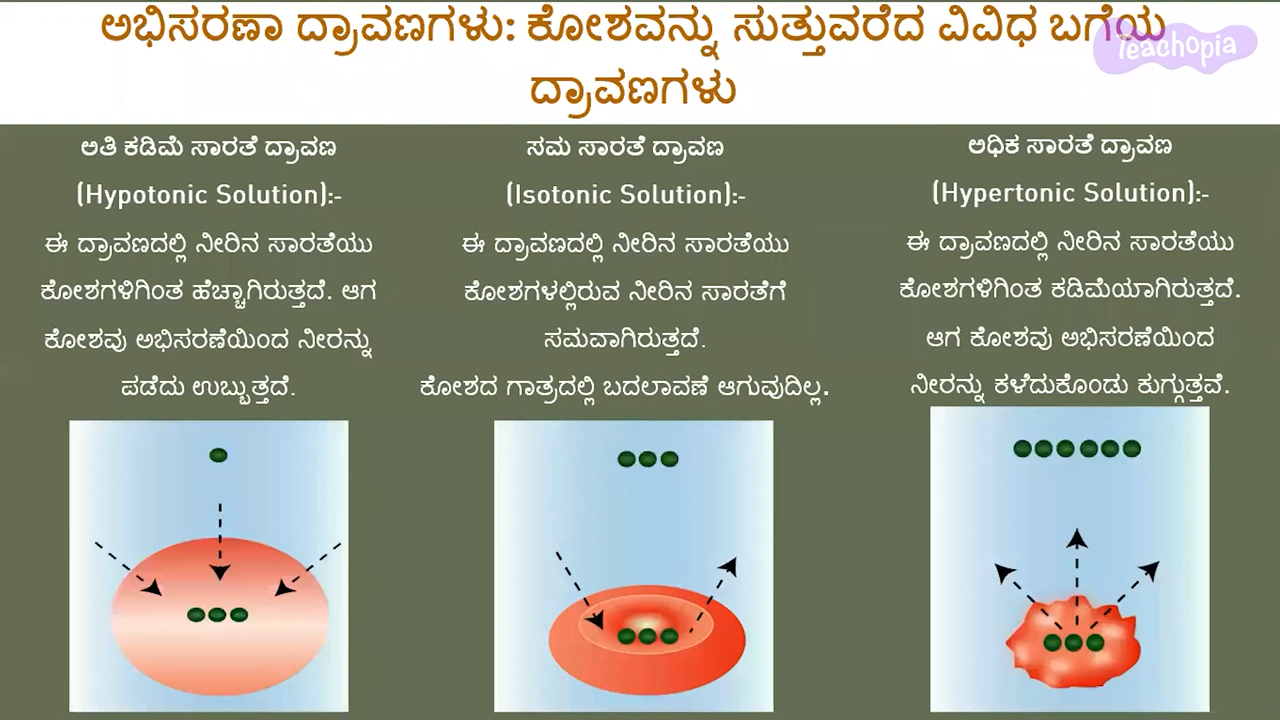 ಅಭಿಸರಣಾ ದ್ರಾವಣಗಳು: ಕೋಶವನ್ನು ಸುತ್ತುವರೆದ ವಿವಿಧ ಬಗೆಯ
ದ್ರಾವಣಗಳು
Teachopia
ಅತಿ ಕಡಿಮೆ ಸಾರತೆ ದ್ರಾವಣ
(Hypotonic Solution):-
ಈ ದ್ರಾವಣದಲ್ಲಿ ನೀರಿನ ಸಾರತೆಯು
ಕೋಶಗಳಿಗಿಂತ ಹೆಚ್ಚಾಗಿರುತ್ತದೆ. ಆಗ
ಕೋಶವು ಅಭಿಸರಣೆಯಿಂದ ನೀರನ್ನು
ಪಡೆದು ಉಬ್ಬುತ್ತದೆ.
ಸಮ ಸಾರತೆ ದ್ರಾವಣ
(Isotonic Solution):-
ಈ ದ್ರಾವಣದಲ್ಲಿ ನೀರಿನ ಸಾರತೆಯು
ಕೋಶಗಳಲ್ಲಿರುವ ನೀರಿನ ಸಾರತೆಗೆ
ಸಮವಾಗಿರುತ್ತದೆ.
ಕೋಶದ ಗಾತ್ರದಲ್ಲಿ ಬದಲಾವಣೆ ಆಗುವುದಿಲ್ಲ.
ಅಧಿಕ ಸಾರತೆ ದ್ರಾವಣ
(Hypertonic Solution):-
ಈ ದ್ರಾವಣದಲ್ಲಿ ನೀರಿನ ಸಾರತೆಯು
ಕೋಶಗಳಿಗಿಂತ ಕಡಿಮೆಯಾಗಿರುತ್ತದೆ.
ಆಗ ಕೋಶವು ಅಭಿಸರಣೆಯಿಂದ
ನೀರನ್ನು ಕಳೆದುಕೊಂಡು ಕುಗ್ಗುತ್ತವೆ.